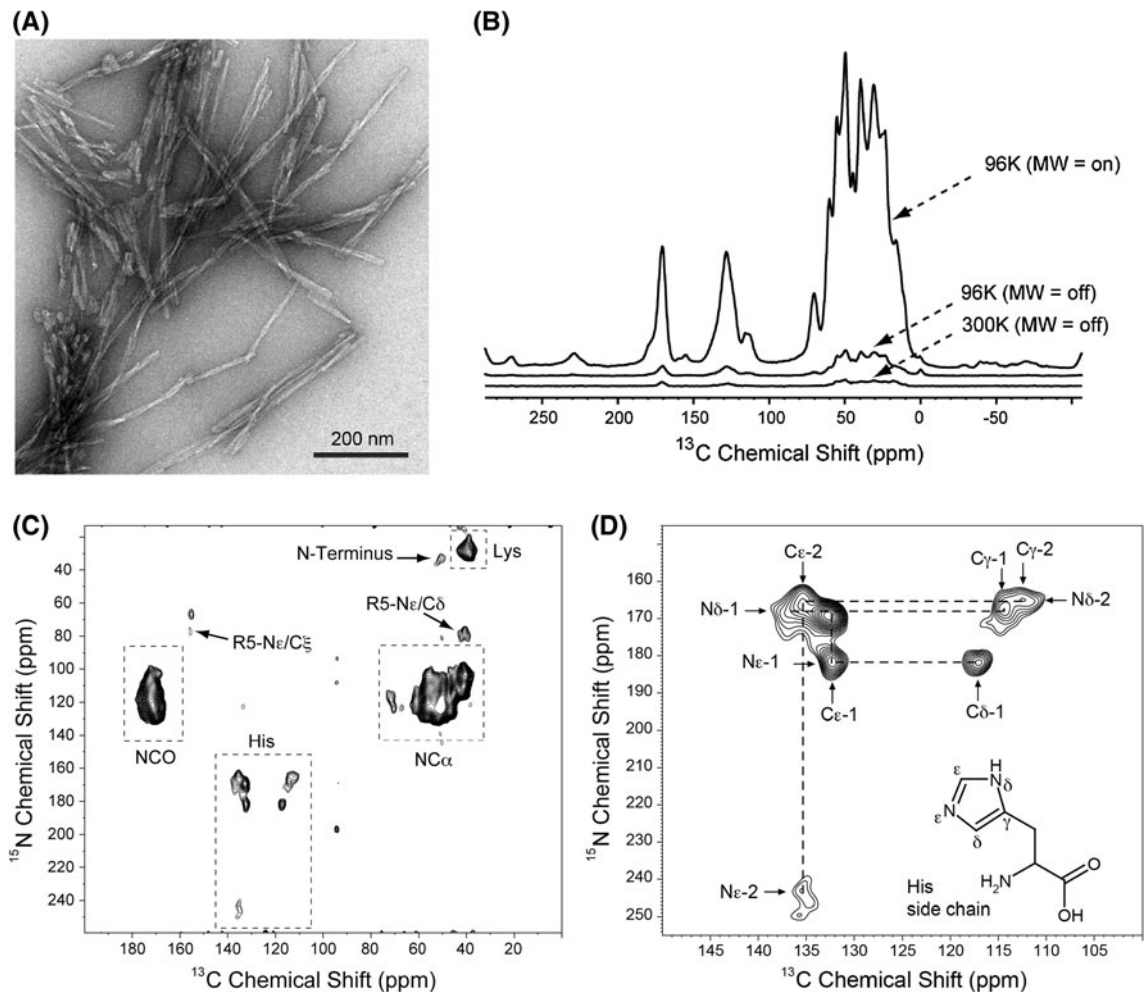 (A)
200 nm
(B)
96K (MW = on)
96K (MW = off)
300K (MW = off)
250 200 150 100 50 0 -50
13C Chemical Shift (ppm)
(C)
N-Terminus
Lys
R5-Nε/Cδ
R5-Nε/Cξ
NCO
His
NCα
40
60
80
100
120
140
160
180
200
220
240
15N Chemical Shift (ppm)
180 160 140 120 100 80 60 40 20
13C Chemical Shift (ppm)
(D)
Cε-2
Cγ-1
Cγ-2
Nδ-1
Nδ-2
Nε-1
Cε-1
Cδ-1
Nε-2
160
170
180
190
200
210
220
230
240
250
15N Chemical Shift (ppm)
H
N
ε
δ
N
ε
γ
δ
O
H2N
OH
His
side chain
145 140 135 130 125 120 115 110 105 100
13C Chemical Shift (ppm)